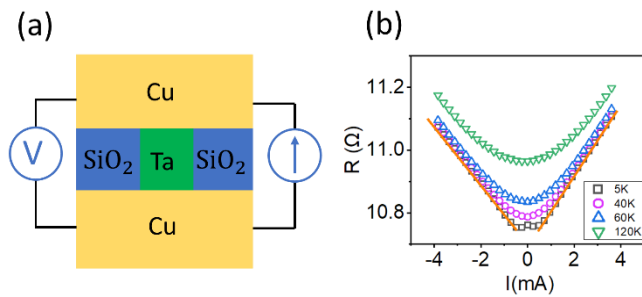 (a)
Cu
V
SiO₂ Ta SiO₂
Cu
(b)
R (Ω)
11.2
11.0
10.8
5K
40K
60K
120K
-4 -2 0 2 4
I(mA)